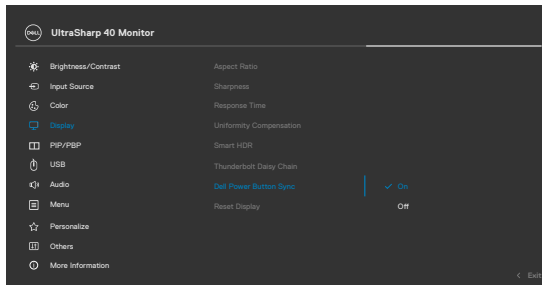 DELL UltraSharp 40 Monitor
Brightness/Contrast
Input Source
Color
Display
PIP/PBP
USB
Audio
Menu
Personalize
Others
More Information
Aspect Ratio
Sharpness
Response Time
Uniformity Compensation
Smart HDR
Thunderbolt Daisy Chain
Dell Power Button Sync
Reset Display
On
Off
Exit